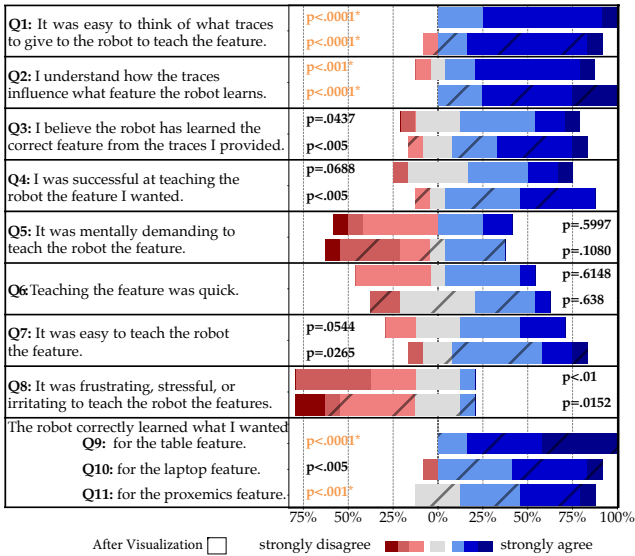 Q1: It was easy to think of what traces
to give to the robot to teach the feature.
p<.0001*
p<.0001*
Q2: I understand how the traces
influence what feature the robot learns.
p<.001*
p<.0001*
Q3: I believe the robot has learned the
correct feature from the traces I provided.
p=.0437
p<.005
Q4: I was successful at teaching the
robot the feature I wanted.
p=.0688
p<.005
Q5: It was mentally demanding to
teach the robot the feature.
p=.5997
p=.1080
Q6:Teaching the feature was quick.
p=.6148
p=.638
Q7: It was easy to teach the robot
the feature.
p=.0544
p=.0265
Q8: It was frustrating, stressful, or
irritating to teach the robot the features.
p<.01
p=.0152
The robot correctly learned what I wanted
Q9: for the table feature.
p<.0001*
Q10: for the laptop feature.
p<.005
Q11: for the proxemics feature.
p<.001*
75% 50% 25% 0% 25% 50% 75% 100%
After Visualization strongly disagree strongly agree